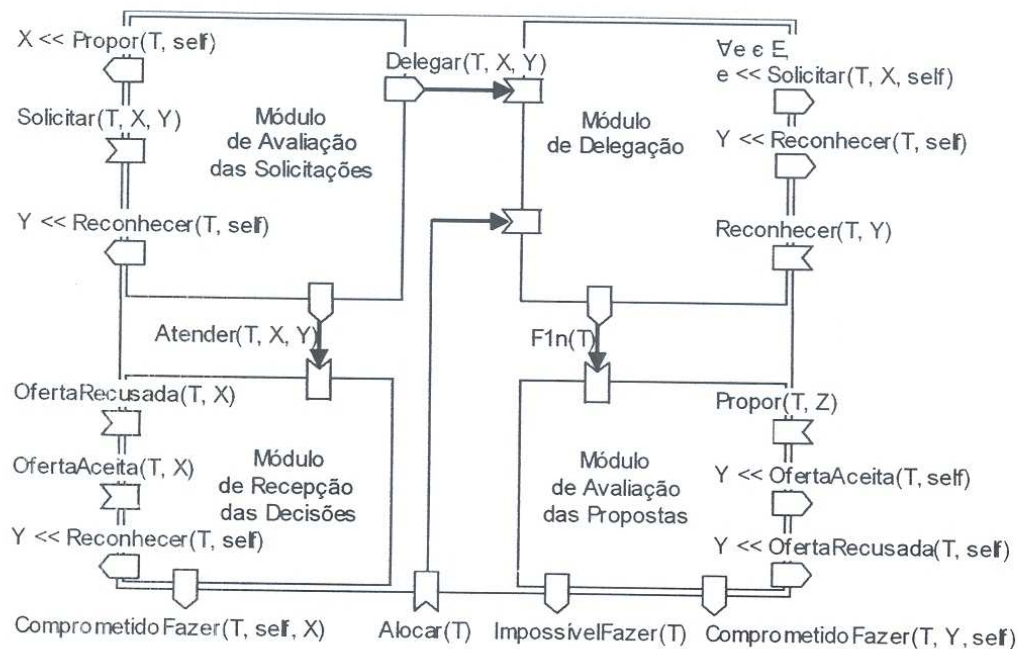 X << Propor(T, self)
Solicitar(T, X, Y)
Y << Reconhecer(T, self)
Módulo
de Avaliação
das Solicitações
Delegar(T, X, Y)
Módulo
de Delegação
∀e ∈ E
e << Solicitar(T, X, self)
Y << Reconhecer(T, self)
Reconhecer(T, Y)
Atender(T, X, Y)
F1n(T)
OfertaRecusada(T, X)
OfertaAceita(T, X)
Y << Reconhecer(T, self)
Módulo
de Recepção
das Decisões
Módulo
de Avaliação
das Propostas
Propor(T, Z)
Y << OfertaAceita(T, self)
Y << OfertaRecusada(T, self)
ComprometidoFazer(T, self, X)
Alocar(T)
ImpossívelFazer(T)
ComprometidoFazer(T, Y, self)